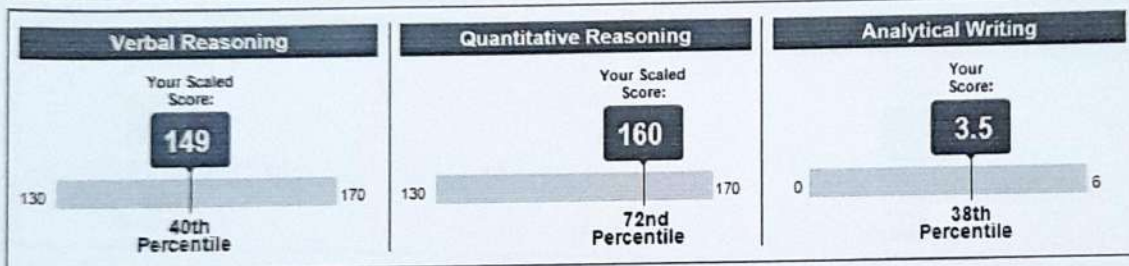 Verbal Reasoning
Your Scaled
Score:
149
130
170
40th
Percentile
Quantitative Reasoning
Your Scaled
Score:
160
130
170
72nd
Percentile
Analytical Writing
Your
Score:
3.5
0
6
38th
Percentile